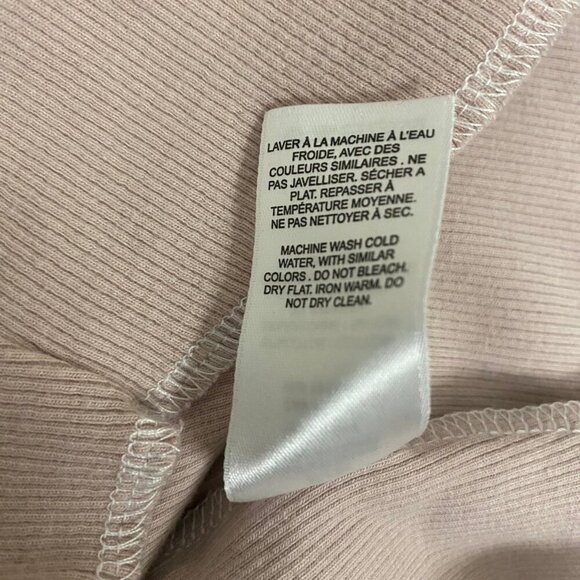 LAVER À LA MACHINE À L'EAU
FROIDE, AVEC DES
COULEURS SIMILAIRES . NE
PAS JAVELLISER. SÉCHER A
PLAT. REPASSER À
TEMPÉRATURE MOYENNE.
NE PAS NETTOYER À SEC.
MACHINE WASH COLD
WATER, WITH SIMILAR
COLORS . DO NOT BLEACH.
DRY FLAT. IRON WARM. DO
NOT DRY CLEAN.